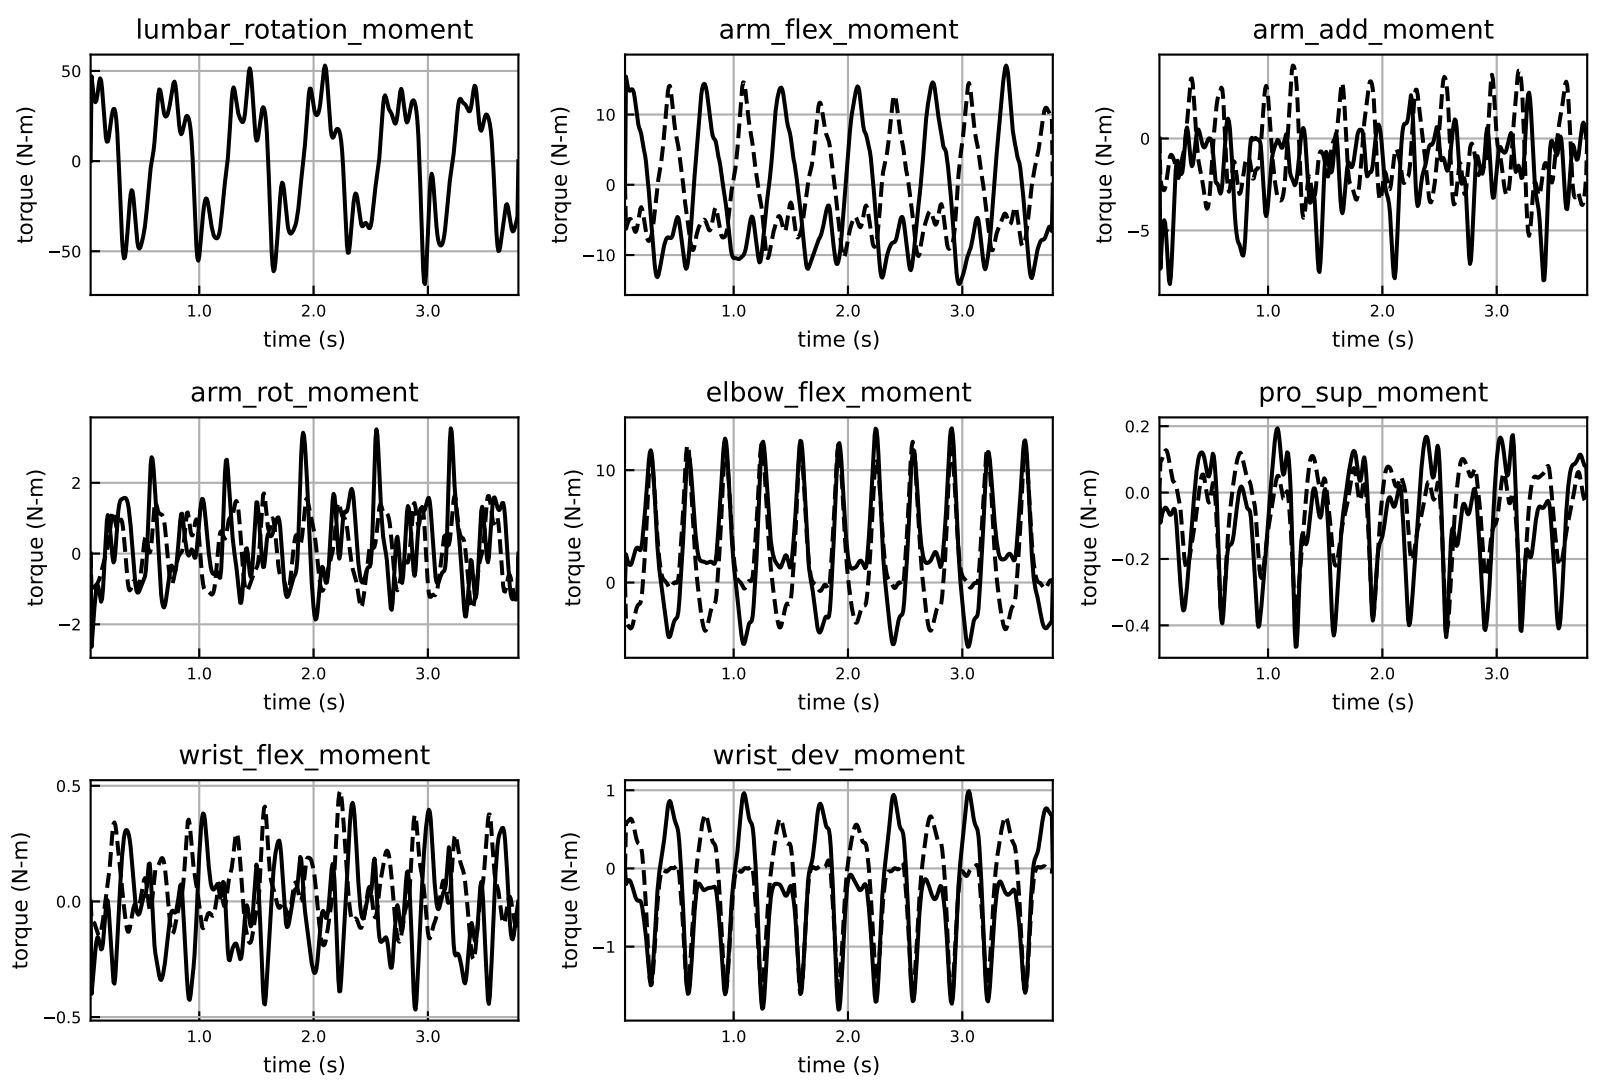 lumbar_rotation_moment
torque (N-m)
50
0
−50
1.0 2.0 3.0
time (s)
arm_flex_moment
torque (N-m)
10
0
−10
1.0 2.0 3.0
time (s)
arm_add_moment
torque (N-m)
0
−5
1.0 2.0 3.0
time (s)
arm_rot_moment
torque (N-m)
2
0
−2
1.0 2.0 3.0
time (s)
elbow_flex_moment
torque (N-m)
10
0
1.0 2.0 3.0
time (s)
pro_sup_moment
torque (N-m)
0.2
0.0
−0.2
−0.4
1.0 2.0 3.0
time (s)
wrist_flex_moment
torque (N-m)
0.5
0.0
−0.5
1.0 2.0 3.0
time (s)
wrist_dev_moment
torque (N-m)
1
0
−1
1.0 2.0 3.0
time (s)